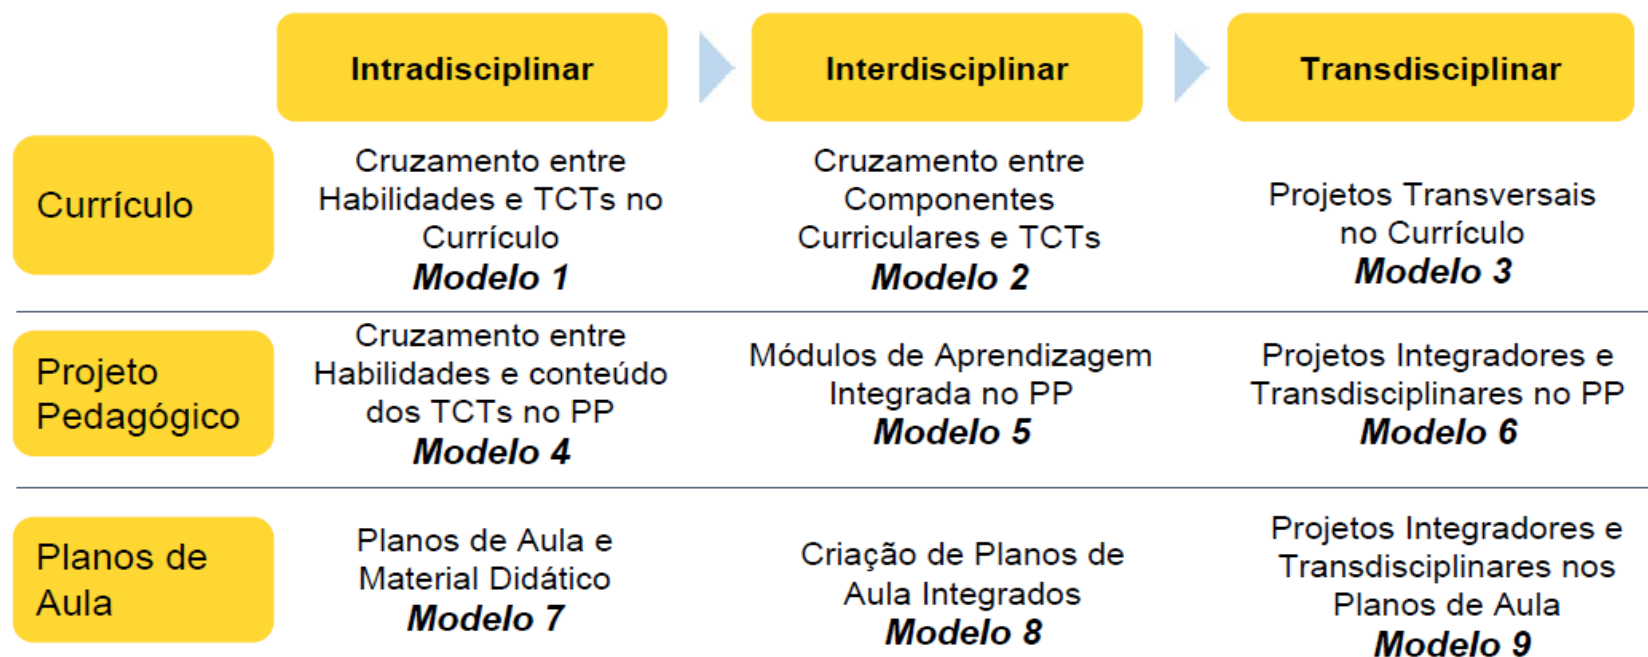 Intradisciplinar
Interdisciplinar
Transdisciplinar
Currículo
Cruzamento entre
Habilidades e TCTs no
Currículo
Modelo 1
Cruzamento entre
Componentes
Curriculares e TCTs
Modelo 2
Projetos Transversais
no Currículo
Modelo 3
Projeto
Pedagógico
Cruzamento entre
Habilidades e conteúdo
dos TCTs no PP
Modelo 4
Módulos de Aprendizagem
Integrada no PP
Modelo 5
Projetos Integradores e
Transdisciplinares no PP
Modelo 6
Planos de
Aula
Planos de Aula e
Material Didático
Modelo 7
Criação de Planos de
Aula Integrados
Modelo 8
Projetos Integradores e
Transdisciplinares nos
Planos de Aula
Modelo 9